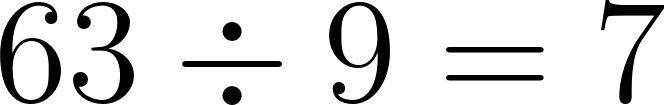 63 ÷ 9 = 7